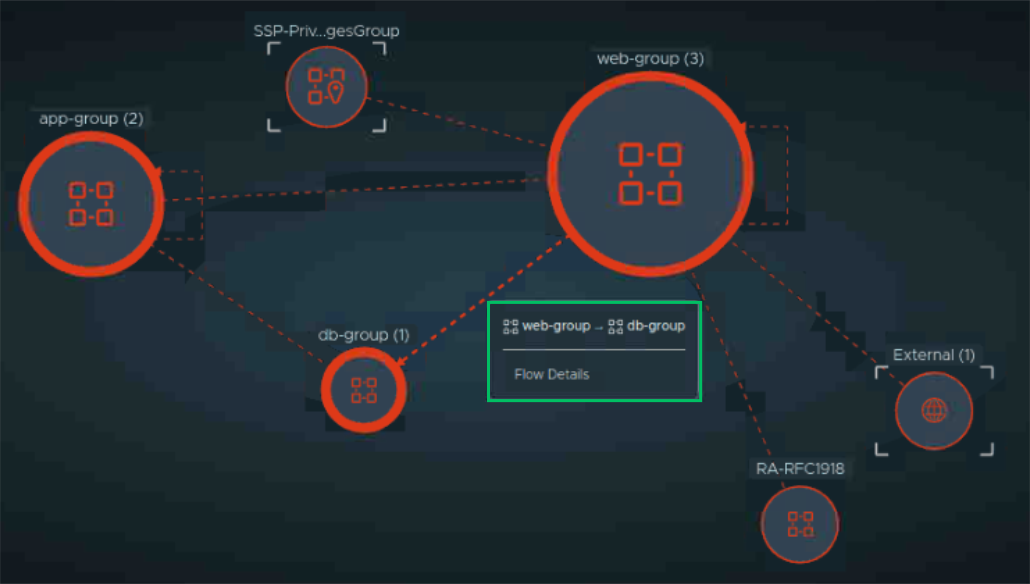 SSP-Priv...gesGroup
web-group (3)
app-group (2)
db-group (1)
web-group → db-group
Flow Details
External (1)
RA-RFC1918